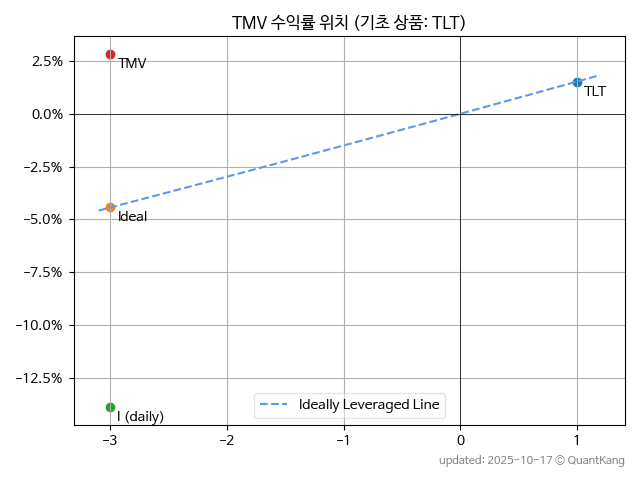 TMV 수익률 위치 (기초 상품: TLT)
2.5%
0.0%
−2.5%
−5.0%
−7.5%
−10.0%
−12.5%
TMV
TLT
Ideal
I (daily)
Ideally Leveraged Line
−3
−2
−1
0
1
updated: 2025-10-17 © QuantKang